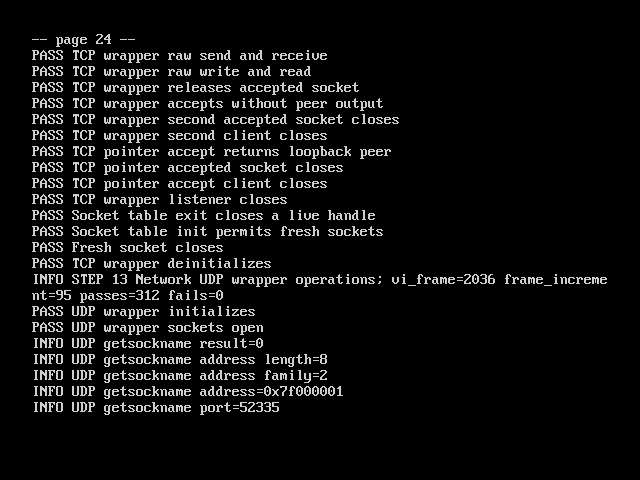 -- page 24 --
PASS TCP wrapper raw send and receive
PASS TCP wrapper raw write and read
PASS TCP wrapper releases accepted socket
PASS TCP wrapper accepts without peer output
PASS TCP wrapper second accepted socket closes
PASS TCP wrapper second client closes
PASS TCP pointer accept returns loopback peer
PASS TCP pointer accepted socket closes
PASS TCP pointer accept client closes
PASS TCP wrapper listener closes
PASS Socket table exit closes a live handle
PASS Socket table init permits fresh sockets
PASS Fresh socket closes
PASS TCP wrapper deinitializes
INFO STEP 13 Network UDP wrapper operations; vi_frame=2036 frame_increme
nt=95 passes=312 fails=0
PASS UDP wrapper initializes
PASS UDP wrapper sockets open
INFO UDP getsockname result=0
INFO UDP getsockname address length=8
INFO UDP getsockname address family=2
INFO UDP getsockname address=0x7f000001
INFO UDP getsockname port=52335